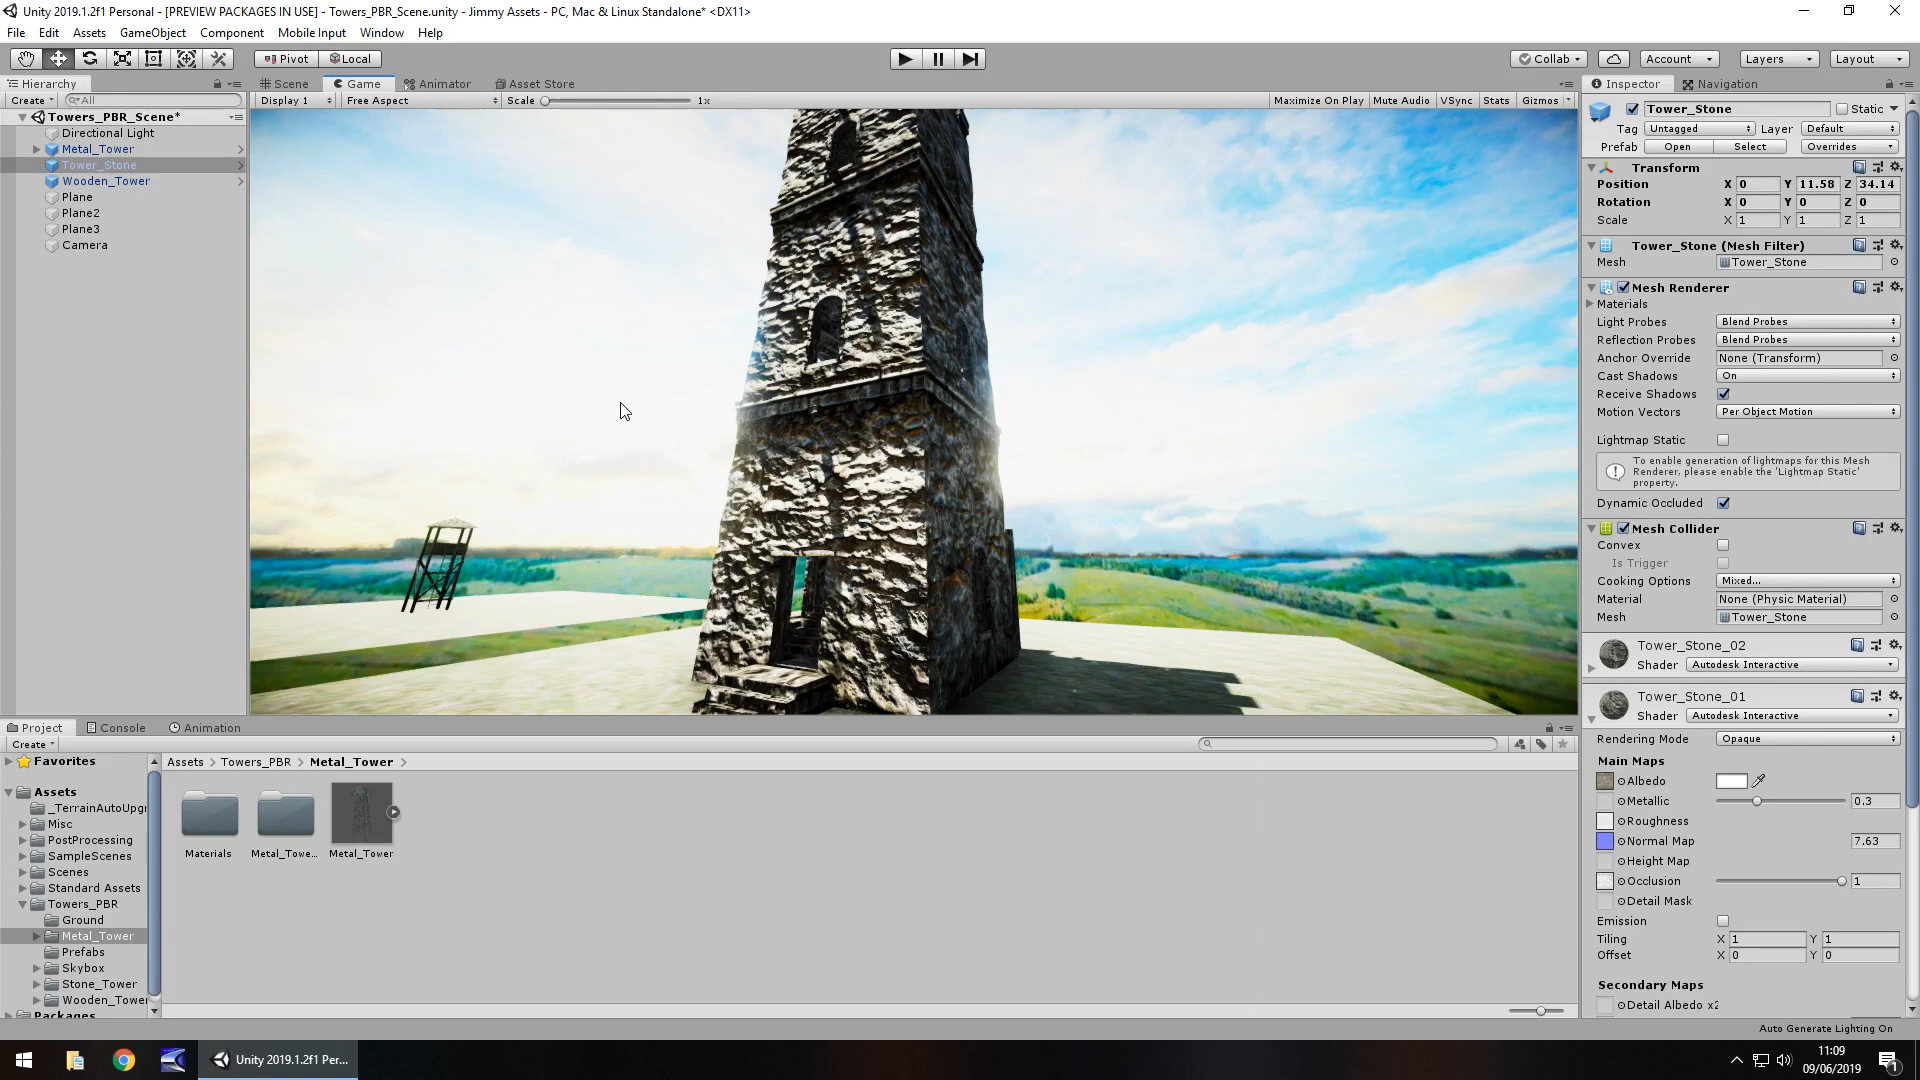 Unity 2019.1.2f1 Personal - [PREVIEW PACKAGES IN USE] - Towers_PBR_Scene.unity - Jimmy Assets - PC, Mac & Linux Standalone* <DX11>
File Edit Assets GameObject Component Mobile Input Window Help
Pivot Local Collab Account Layers Layout
Hierarchy Scene Game Animator Asset Store Inspector Navigation
Create All Display 1 Free Aspect Scale 1x Maximize On Play Mute Audio VSync Stats Gizmos
Towers_PBR_Scene*
Directional Light
Metal_Tower
Tower_Stone
Wooden_Tower
Plane
Plane2
Plane3
Camera
Tower_Stone Static
Tag Untagged Layer Default
Prefab Open Select Overrides
Transform
Position X 0 Y 11.58 Z 34.14
Rotation X 0 Y 0 Z 0
Scale X 1 Y 1 Z 1
Tower_Stone (Mesh Filter)
Mesh Tower_Stone
Mesh Renderer
Materials
Light Probes Blend Probes
Reflection Probes Blend Probes
Anchor Override None (Transform)
Cast Shadows On
Receive Shadows
Motion Vectors Per Object Motion
Lightmap Static
To enable generation of lightmaps for this Mesh
Renderer, please enable the 'Lightmap Static'
property.
Dynamic Occluded
Mesh Collider
Convex
Is Trigger
Cooking Options Mixed...
Material None (Physic Material)
Mesh Tower_Stone
Tower_Stone_02
Shader Autodesk Interactive
Tower_Stone_01
Shader Autodesk Interactive
Rendering Mode Opaque
Main Maps
Albedo
Metallic 0.3
Roughness
Normal Map 7.63
Height Map
Occlusion 1
Detail Mask
Emission
Tiling X 1 Y 1
Offset X 0 Y 0
Secondary Maps
Detail Albedo x2
Project Console Animation
Create
Favorites
Assets
_TerrainAutoUpgr
Misc
PostProcessing
SampleScenes
Scenes
Standard Assets
Towers_PBR
Ground
Metal_Tower
Prefabs
Skybox
Stone_Tower
Wooden_Tower
Packages
Assets > Towers_PBR > Metal_Tower >
Materials Metal_Towe... Metal_Tower
Auto Generate Lighting On
Unity 2019.1.2f1 Per...
11:09
09/06/2019
1